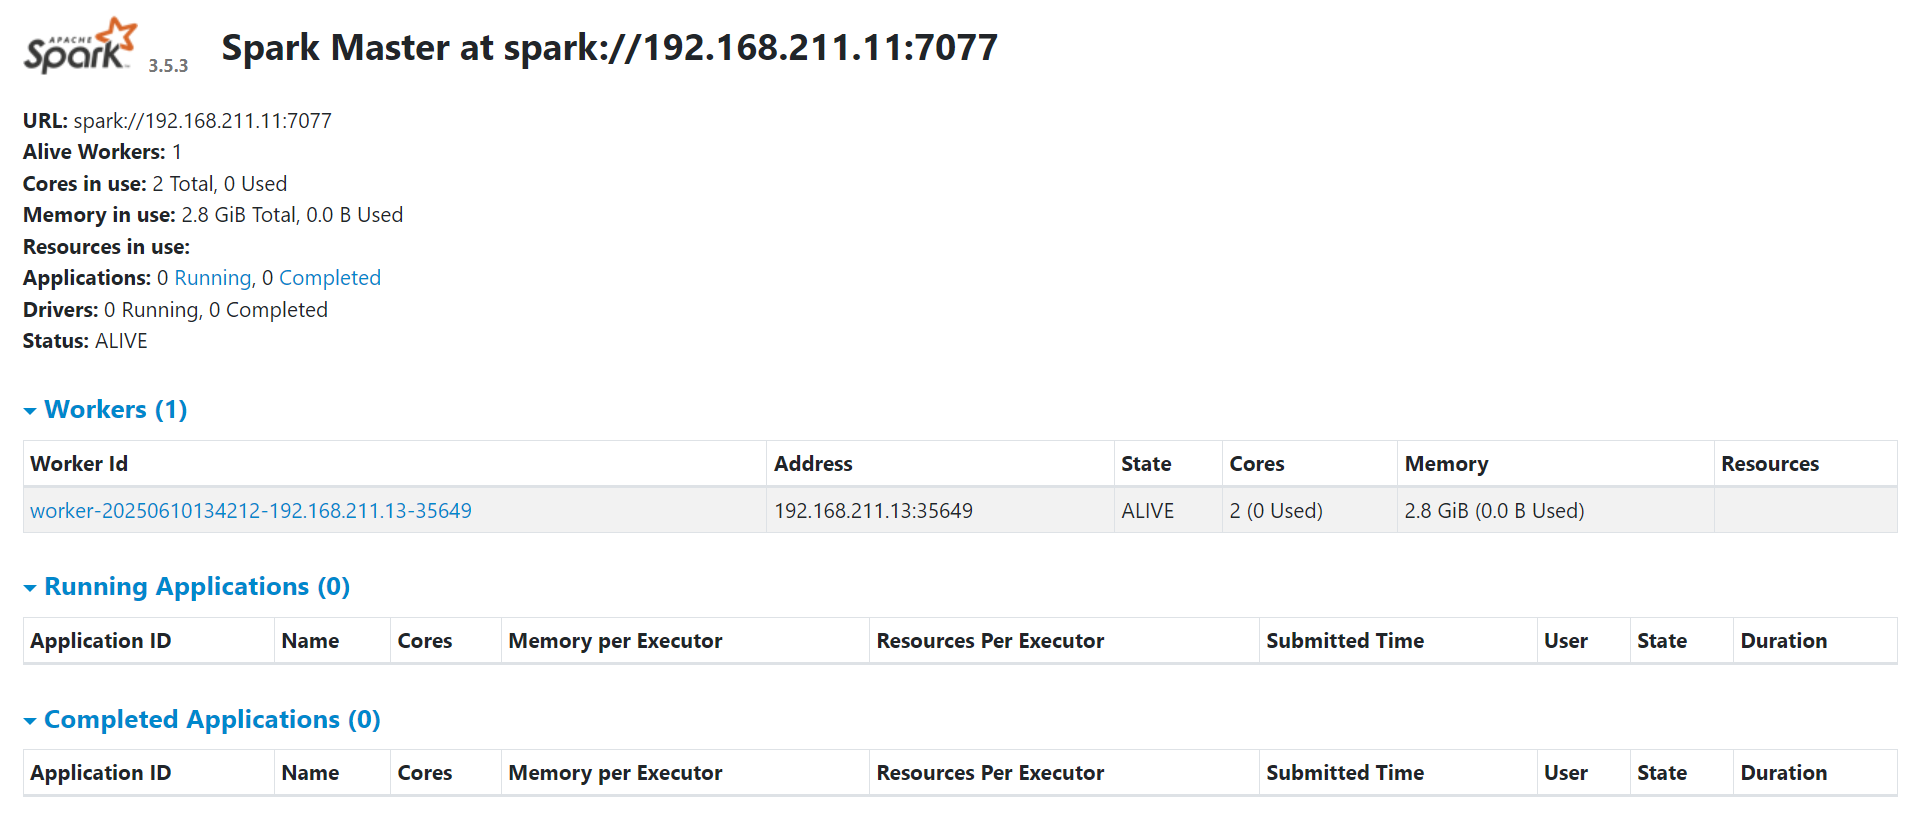 APACHE
Spark™ 3.5.3 Spark Master at spark://192.168.211.11:7077
URL: spark://192.168.211.11:7077
Alive Workers: 1
Cores in use: 2 Total, 0 Used
Memory in use: 2.8 GiB Total, 0.0 B Used
Resources in use:
Applications: 0 Running, 0 Completed
Drivers: 0 Running, 0 Completed
Status: ALIVE
Workers (1)
Worker Id Address State Cores Memory Resources
worker-20250610134212-192.168.211.13-35649 192.168.211.13:35649 ALIVE 2 (0 Used) 2.8 GiB (0.0 B Used)
Running Applications (0)
Application ID Name Cores Memory per Executor Resources Per Executor Submitted Time User State Duration
Completed Applications (0)
Application ID Name Cores Memory per Executor Resources Per Executor Submitted Time User State Duration